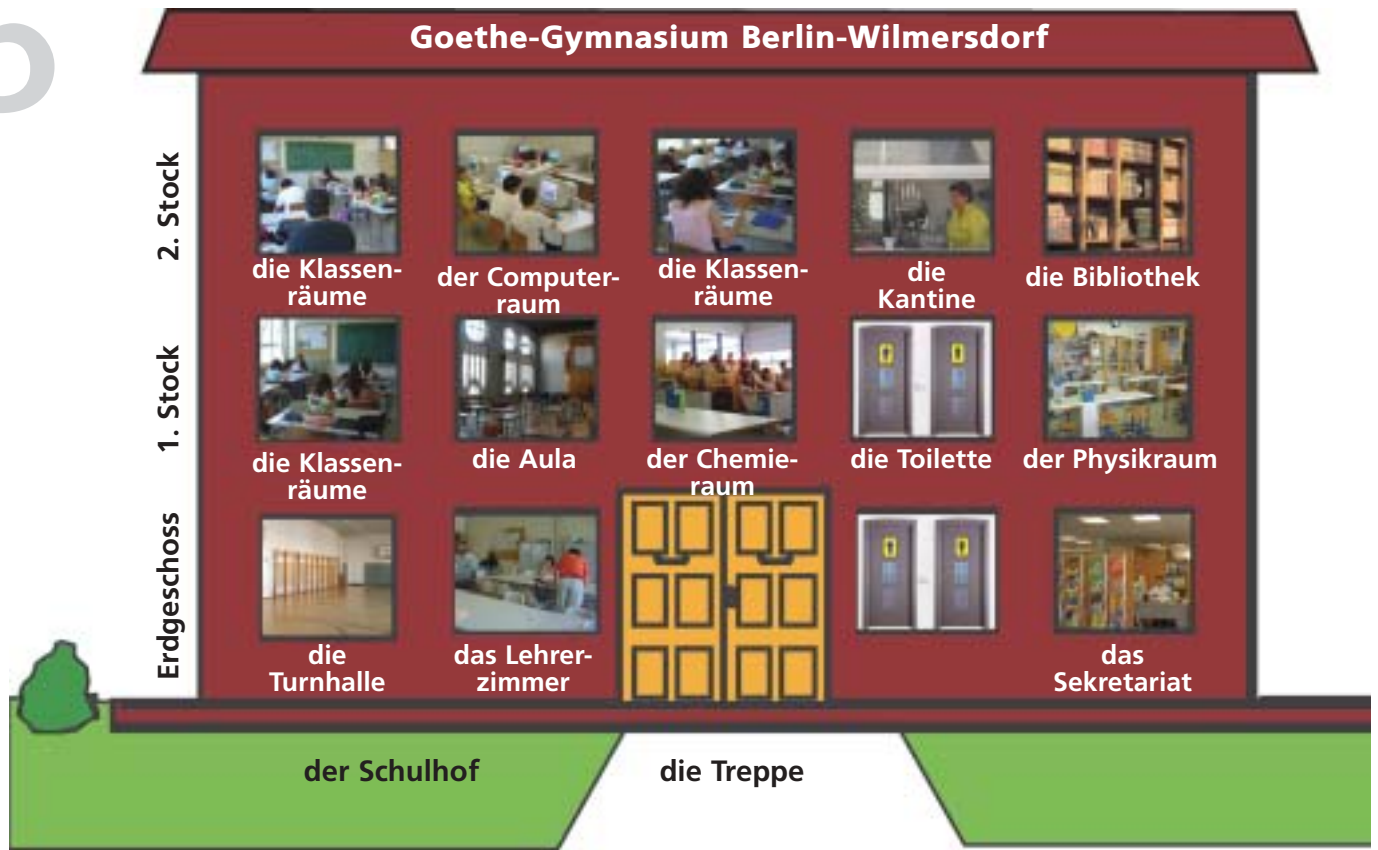 Goethe-Gymnasium Berlin-Wilmersdorf
2. Stock
die Klassen-
räume
der Computer-
raum
die Klassen-
räume
die
Kantine
die Bibliothek
1. Stock
die Klassen-
räume
die Aula
der Chemie-
raum
die Toilette
der Physikraum
Erdgeschoss
die
Turnhalle
das Lehrer-
zimmer
das
Sekretariat
der Schulhof
die Treppe